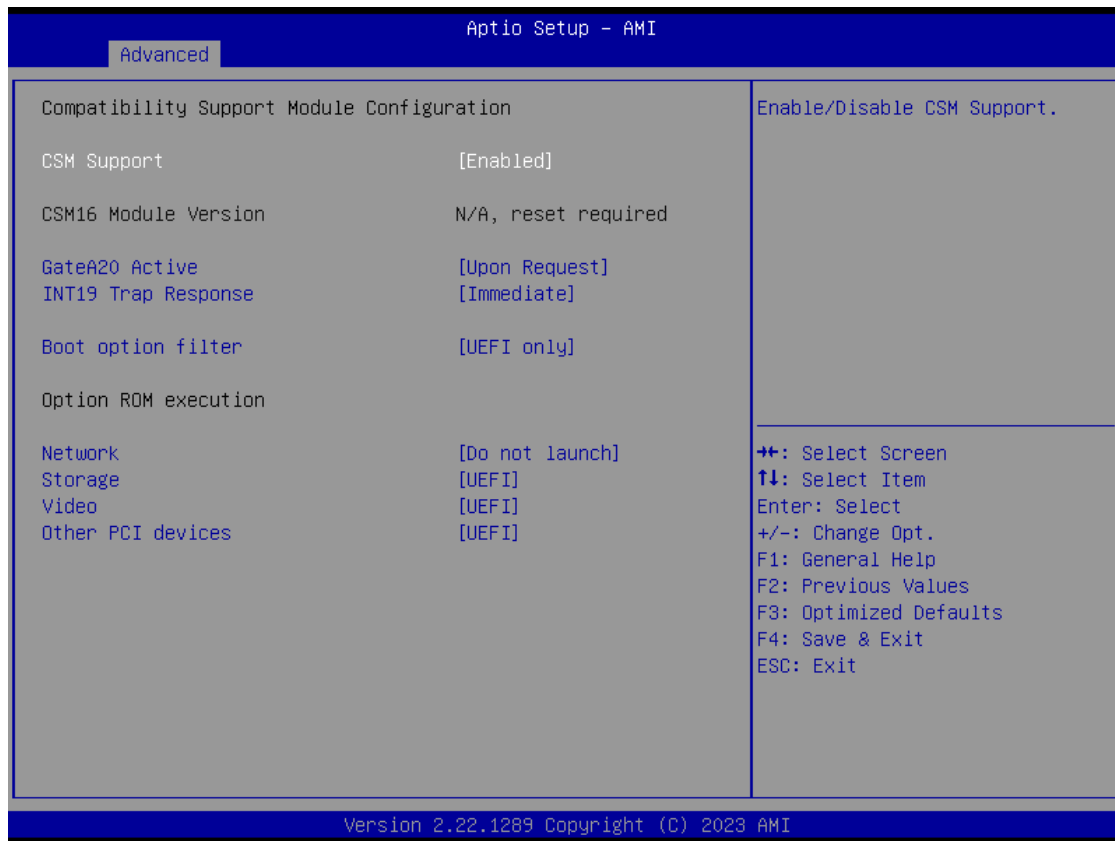 Aptio Setup – AMI
Advanced
Compatibility Support Module Configuration
CSM Support [Enabled]
CSM16 Module Version N/A, reset required
GateA20 Active [Upon Request]
INT19 Trap Response [Immediate]
Boot option filter [UEFI only]
Option ROM execution
Network [Do not launch]
Storage [UEFI]
Video [UEFI]
Other PCI devices [UEFI]
Enable/Disable CSM Support.
→←: Select Screen
↑↓: Select Item
Enter: Select
+/-: Change Opt.
F1: General Help
F2: Previous Values
F3: Optimized Defaults
F4: Save & Exit
ESC: Exit
Version 2.22.1289 Copyright (C) 2023 AMI